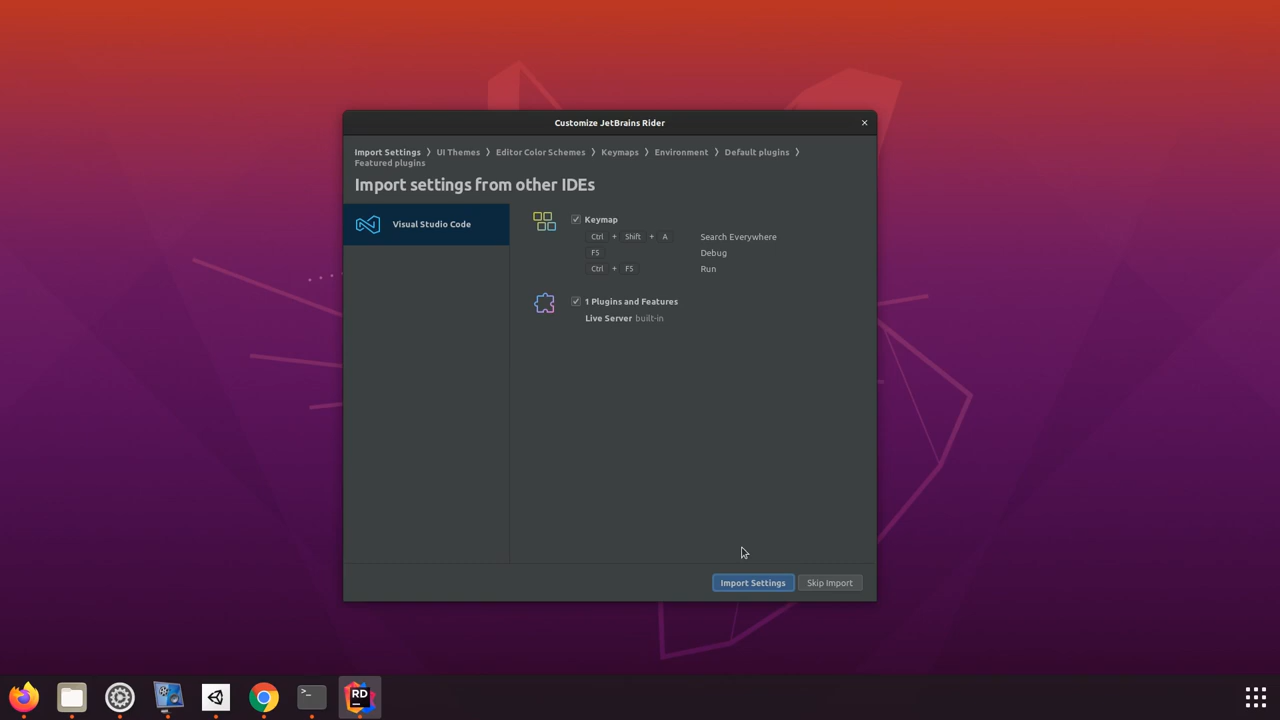 Customize JetBrains Rider
Import Settings > UI Themes > Editor Color Schemes > Keymaps > Environment > Default plugins >
Featured plugins
Import settings from other IDEs
Visual Studio Code
Keymap
Ctrl + Shift + A Search Everywhere
F5 Debug
Ctrl + F5 Run
1 Plugins and Features
Live Server built-in
Import Settings Skip Import
>_
RD